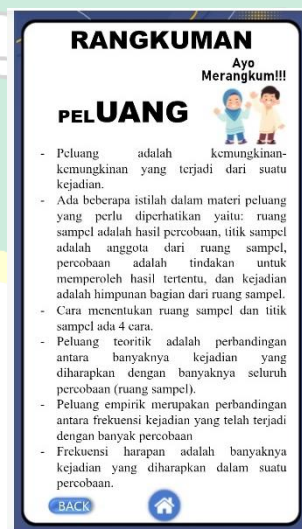 RANGKUMAN
Ayo
Merangkum!!!
PELUANG
- Peluang adalah kemungkinan-
kemungkinan yang terjadi dari suatu
kejadian.
- Ada beberapa istilah dalam materi peluang
yang perlu diperhatikan yaitu: ruang
sampel adalah hasil percobaan, titik sampel
adalah anggota dari ruang sampel,
percobaan adalah tindakan untuk
memperoleh hasil tertentu, dan kejadian
adalah himpunan bagian dari ruang sampel.
- Cara menentukan ruang sampel dan titik
sampel ada 4 cara.
- Peluang teoritik adalah perbandingan
antara banyaknya kejadian yang
diharapkan dengan banyaknya seluruh
percobaan (ruang sampel).
- Peluang empirik merupakan perbandingan
antara frekuensi kejadian yang telah terjadi
dengan banyak percobaan
- Frekuensi harapan adalah banyaknya
kejadian yang diharapkan dalam suatu
percobaan.
BACK